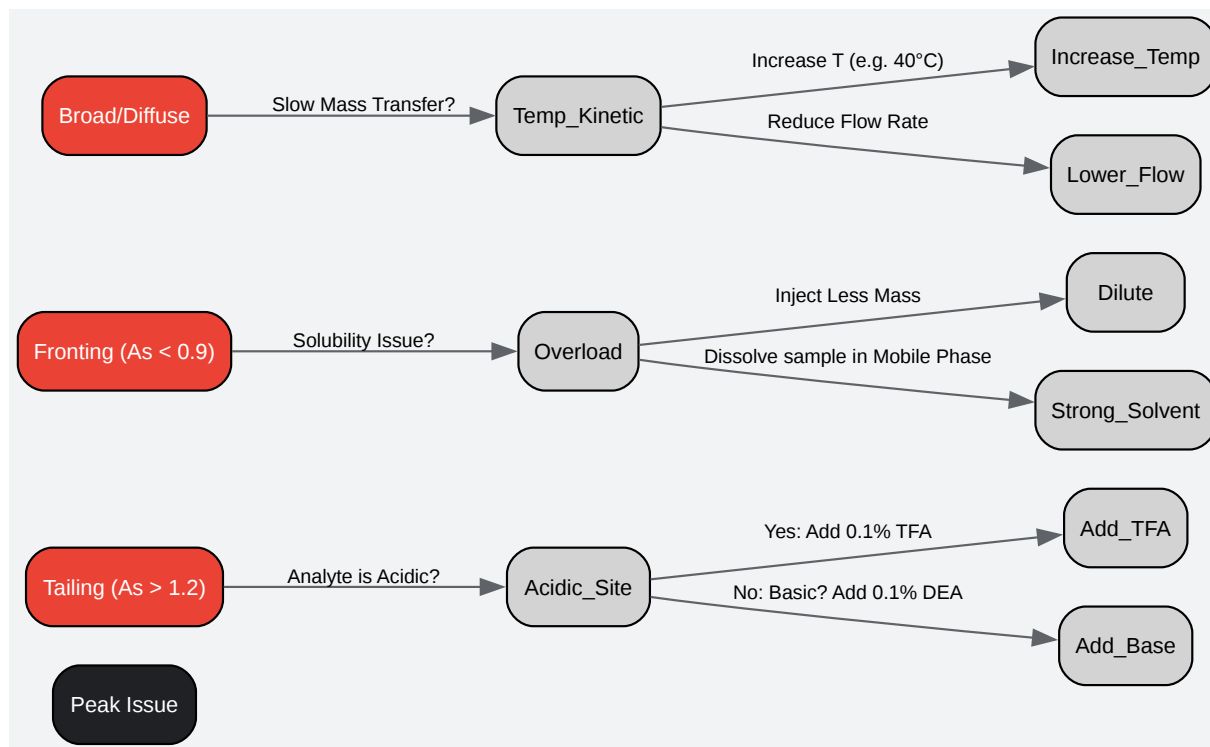 Broad/Diffuse
Slow Mass Transfer?
Temp_Kinetic
Increase T (e.g. 40°C)
Increase_Temp
Reduce Flow Rate
Lower_Flow
Fronting (As < 0.9)
Solubility Issue?
Overload
Inject Less Mass
Dilute
Dissolve sample in Mobile Phase
Strong_Solvent
Tailing (As > 1.2)
Analyte is Acidic?
Acidic_Site
Yes: Add 0.1% TFA
Add_TFA
No: Basic? Add 0.1% DEA
Add_Base
Peak Issue